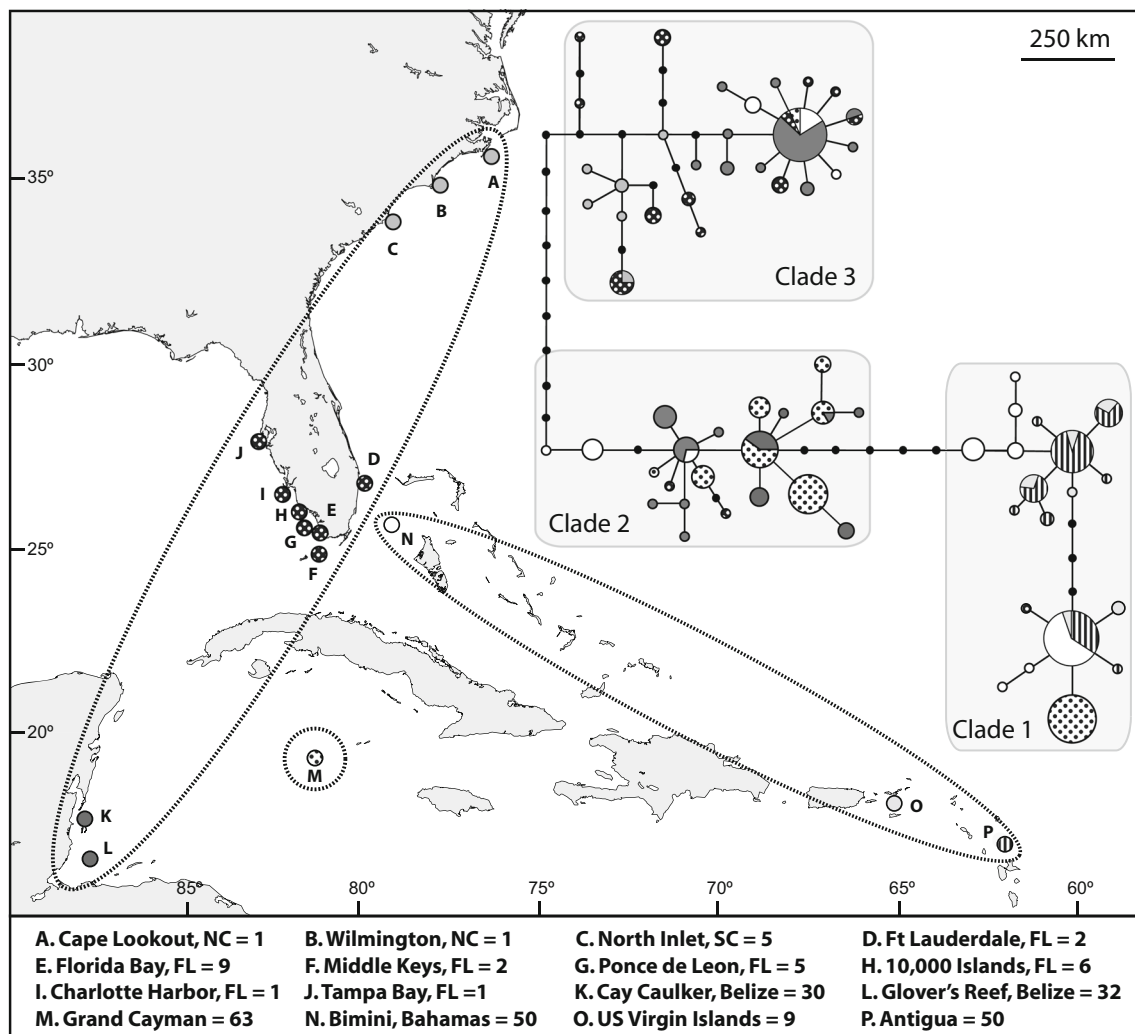 250 km
A
35º
B
C
Clade 3
30º
J
D
I
H
E
G
F
25º
N
Clade 2
Clade 1
20º
M
K
O
L
P
85º
80º
75º
70º
65º
60º
A. Cape Lookout, NC = 1 B. Wilmington, NC = 1 C. North Inlet, SC = 5 D. Ft Lauderdale, FL = 2
E. Florida Bay, FL = 9 F. Middle Keys, FL = 2 G. Ponce de Leon, FL = 5 H. 10,000 Islands, FL = 6
I. Charlotte Harbor, FL = 1 J. Tampa Bay, FL =1 K. Cay Caulker, Belize = 30 L. Glover's Reef, Belize = 32
M. Grand Cayman = 63 N. Bimini, Bahamas = 50 O. US Virgin Islands = 9 P. Antigua = 50